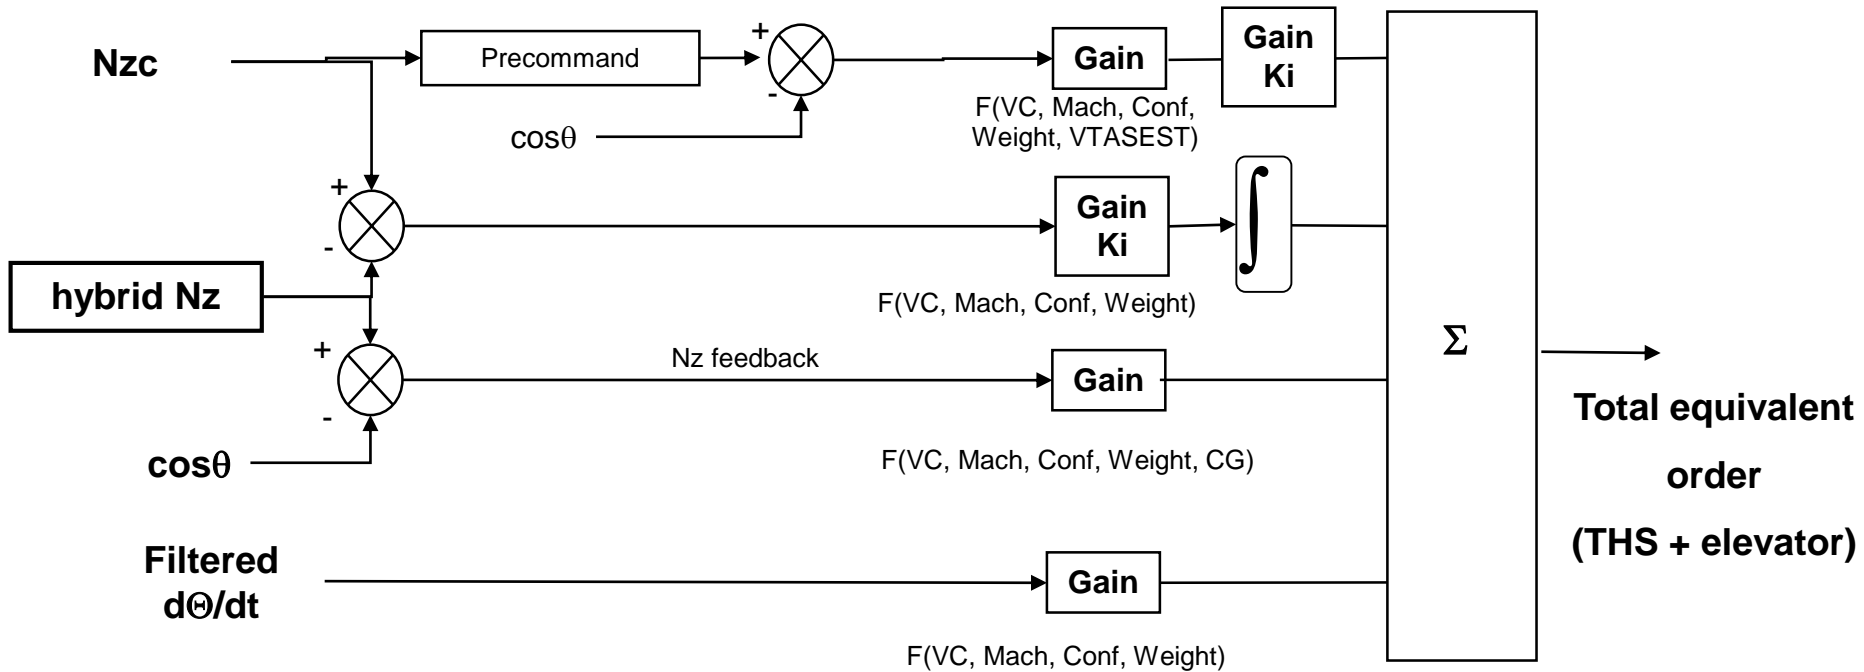 Nzc
+
Precommand
-
cosθ
Gain
F(VC, Mach, Conf,
Weight, VTASEST)
Gain
Ki
+
-
Gain
Ki
∫
F(VC, Mach, Conf, Weight)
hybrid Nz
+
-
Nz feedback
Gain
F(VC, Mach, Conf, Weight, CG)
cosθ
Filtered
dΘ/dt
Gain
F(VC, Mach, Conf, Weight)
Σ
Total equivalent
order
(THS + elevator)